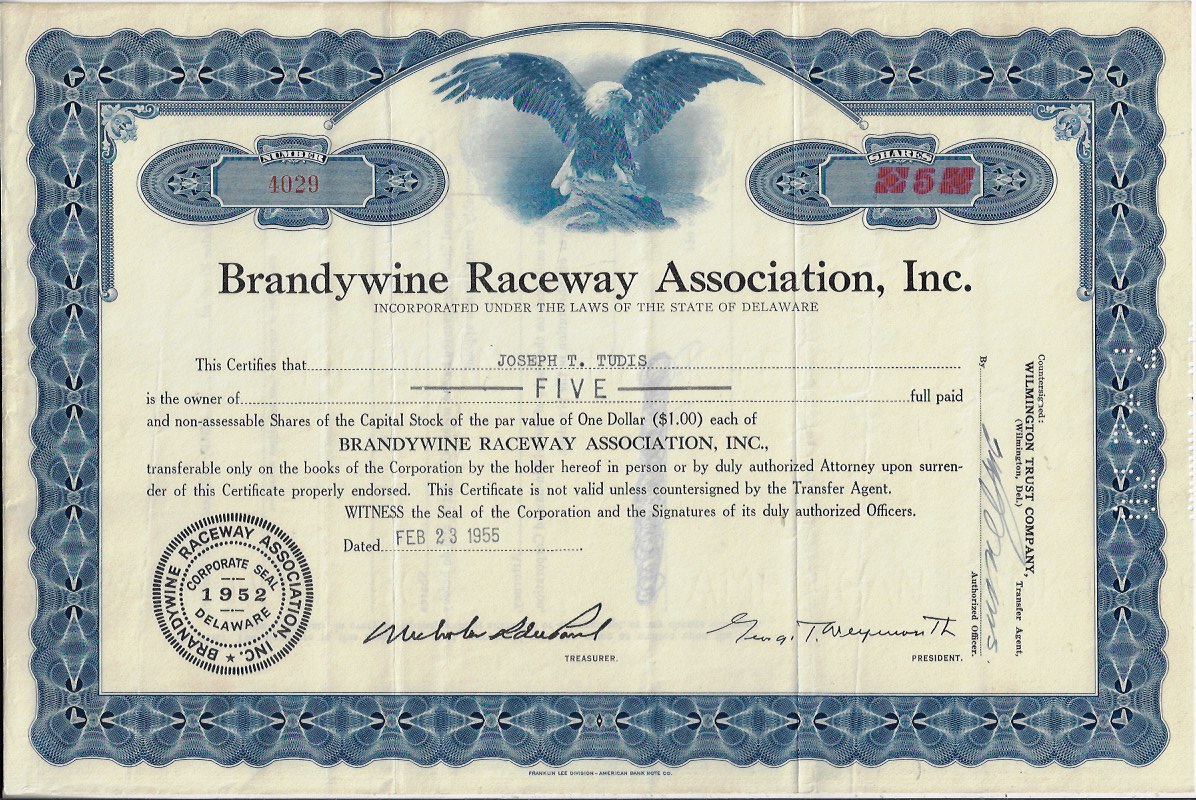 NUMBER
4029
SHARES
5
Brandywine Raceway Association, Inc.
INCORPORATED UNDER THE LAWS OF THE STATE OF DELAWARE
This Certifies that JOSEPH T. TUDIS
is the owner of FIVE full paid
and non-assessable Shares of the Capital Stock of the par value of One Dollar ($1.00) each of
BRANDYWINE RACEWAY ASSOCIATION, INC.,
transferable only on the books of the Corporation by the holder hereof in person or by duly authorized Attorney upon surren-
der of this Certificate properly endorsed. This Certificate is not valid unless countersigned by the Transfer Agent.
WITNESS the Seal of the Corporation and the Signatures of its duly authorized Officers.
Dated FEB 23 1955
BRANDYWINE RACEWAY ASSOCIATION, INC.
CORPORATE SEAL
1952
DELAWARE
TREASURER.
George T. Weymouth
PRESIDENT.
Countersigned:
WILMINGTON TRUST COMPANY,
(Wilmington, Del.)
Transfer Agent,
By
Authorized Officer.
FRANKLIN LEE DIVISION - AMERICAN BANK NOTE CO.